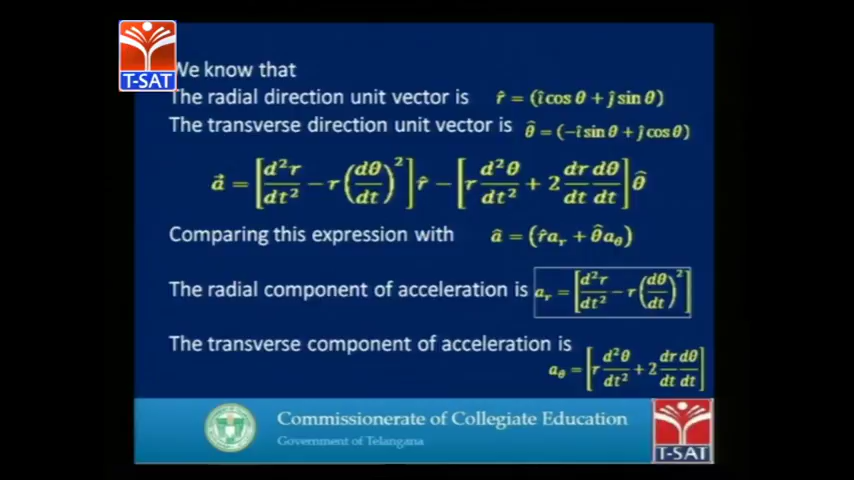 We know that
The radial direction unit vector is r̂ = (î cos θ + ĵ sin θ)
The transverse direction unit vector is θ̂ = (−î sin θ + ĵ cos θ)
a⃗ = [d²r/dt² − r(dθ/dt)²] r̂ − [r d²θ/dt² + 2 dr/dt dθ/dt] θ̂
Comparing this expression with â = (r̂aᵣ + θ̂a_θ)
The radial component of acceleration is aᵣ = [d²r/dt² − r(dθ/dt)²]
The transverse component of acceleration is
a_θ = [r d²θ/dt² + 2 dr/dt dθ/dt]
Commissionerate of Collegiate Education
Government of Telangana
T-SAT
T-SAT